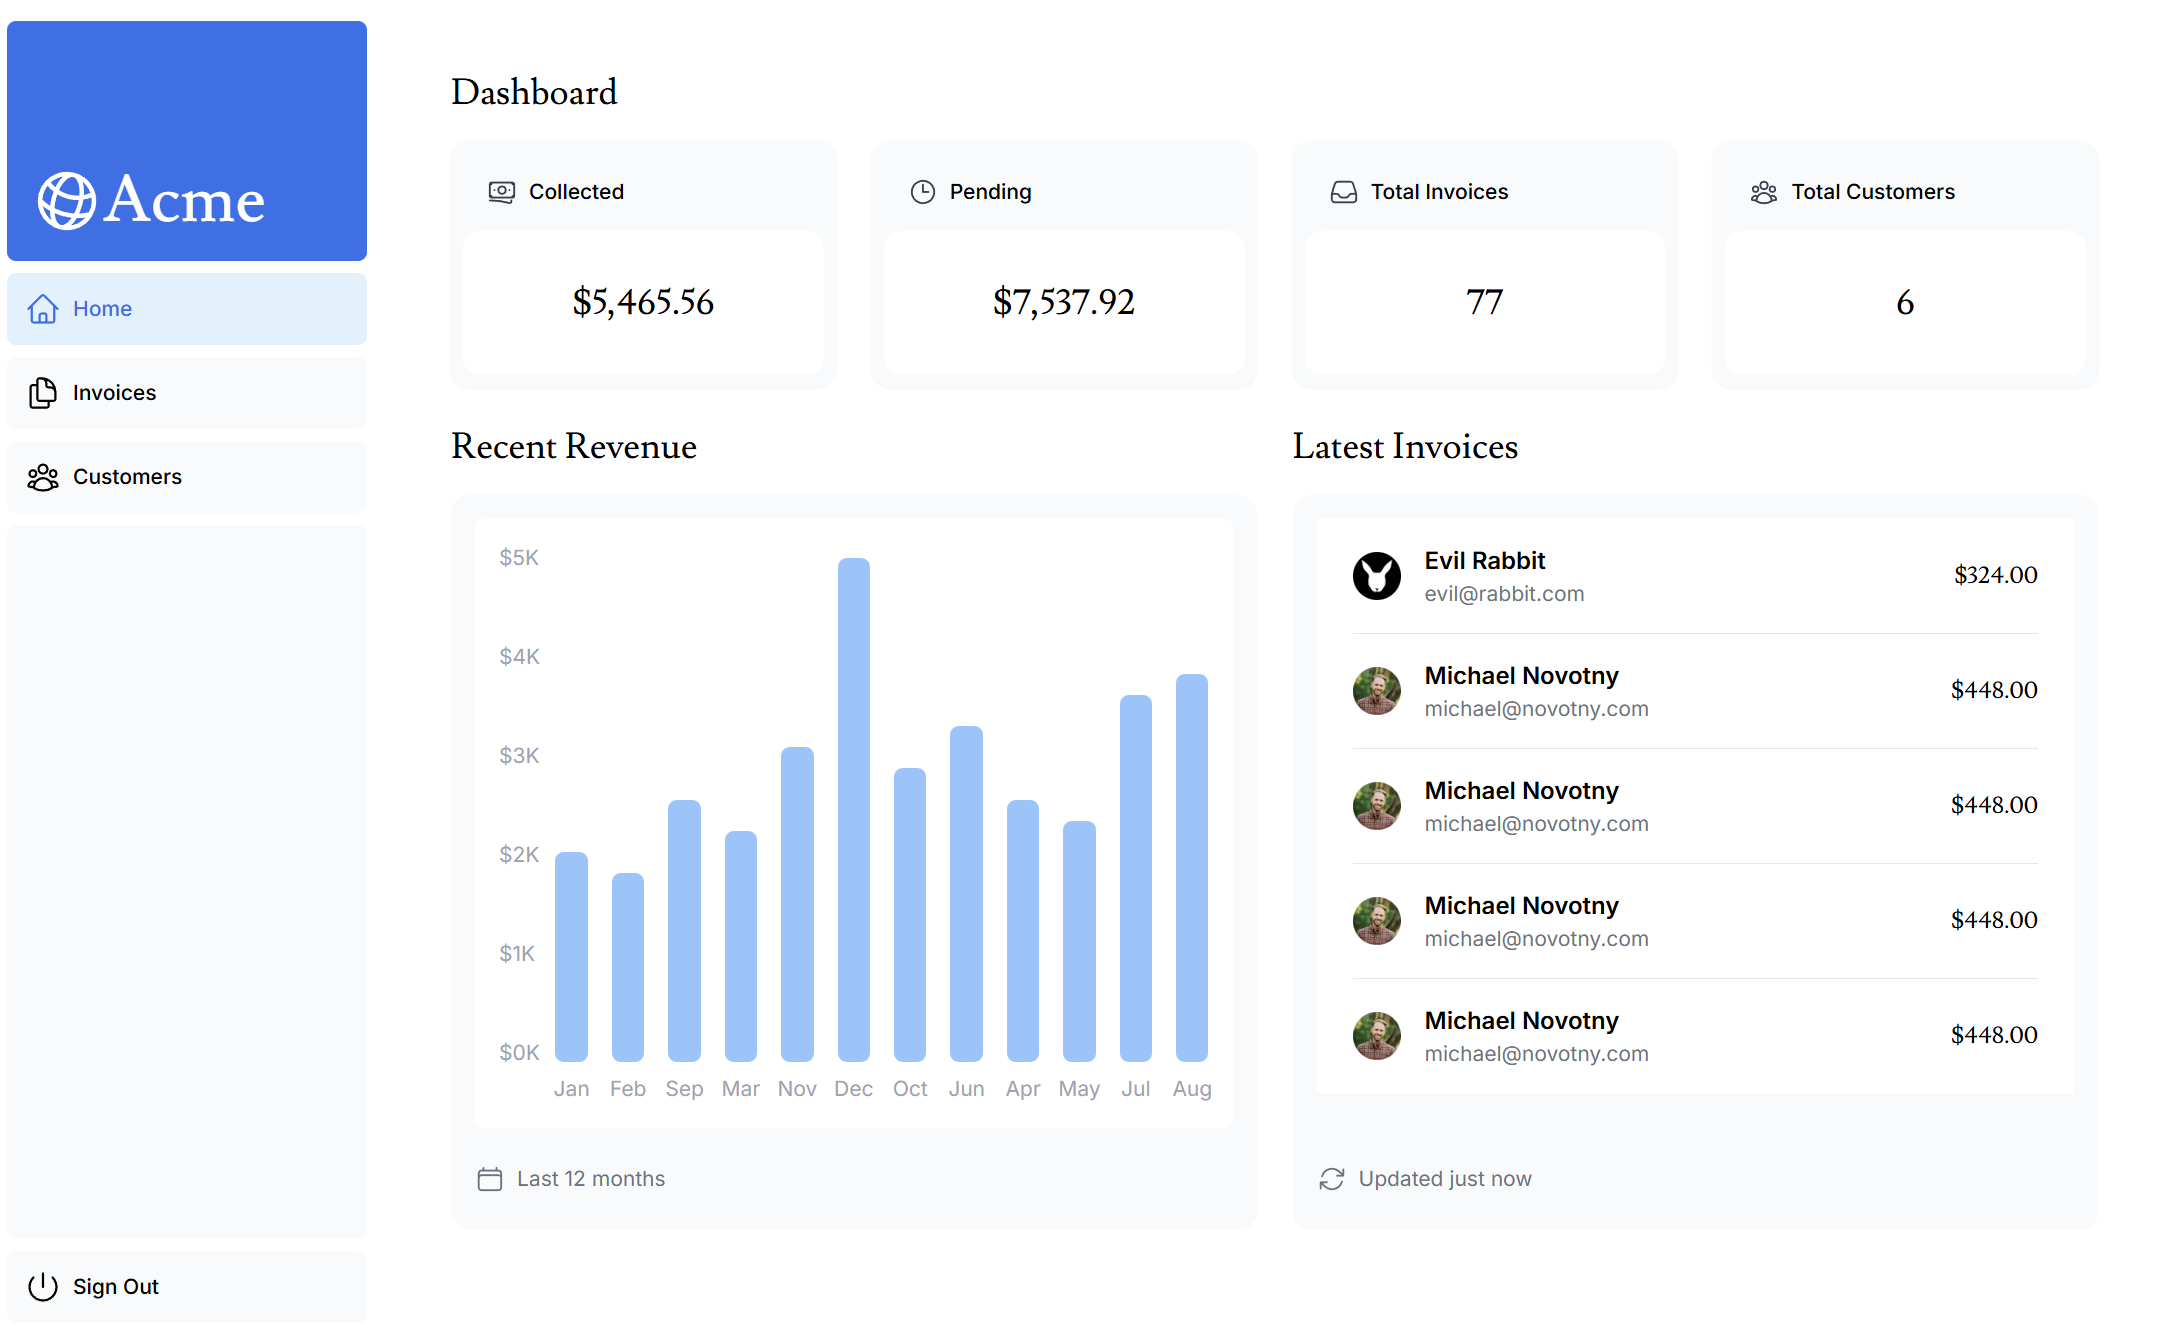 Acme
Home
Invoices
Customers
Sign Out
Dashboard
Collected
$5,465.56
Pending
$7,537.92
Total Invoices
77
Total Customers
6
Recent Revenue
$5K
$4K
$3K
$2K
$1K
$0K
Jan Feb Sep Mar Nov Dec Oct Jun Apr May Jul Aug
Last 12 months
Latest Invoices
Evil Rabbit
evil@rabbit.com
$324.00
Michael Novotny
michael@novotny.com
$448.00
Michael Novotny
michael@novotny.com
$448.00
Michael Novotny
michael@novotny.com
$448.00
Michael Novotny
michael@novotny.com
$448.00
Updated just now